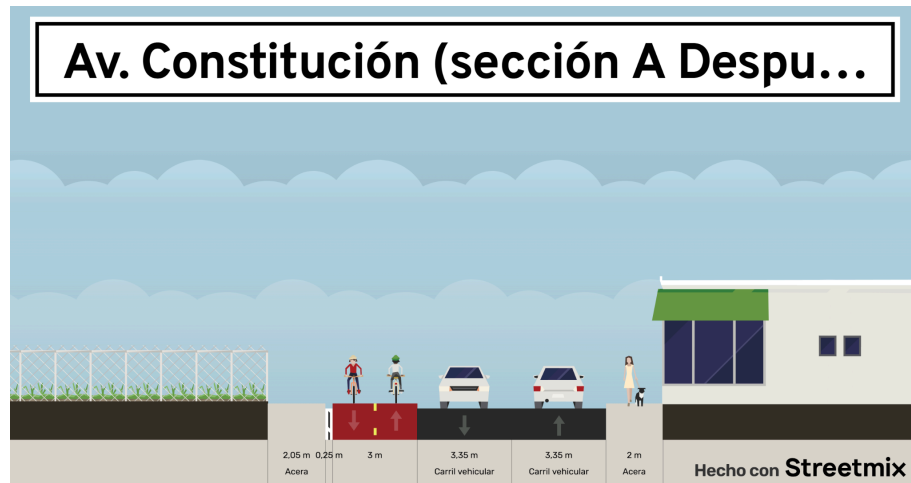 Av. Constitución (sección A Despu...
2,05 m 0,25 m 3 m 3,35 m 3,35 m 2 m
Acera Carril vehicular Carril vehicular Acera
Hecho con Streetmix